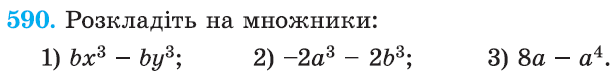 590. Розкладіть на множники:
1) bx³ − by³; 2) −2a³ − 2b³; 3) 8a − a⁴.